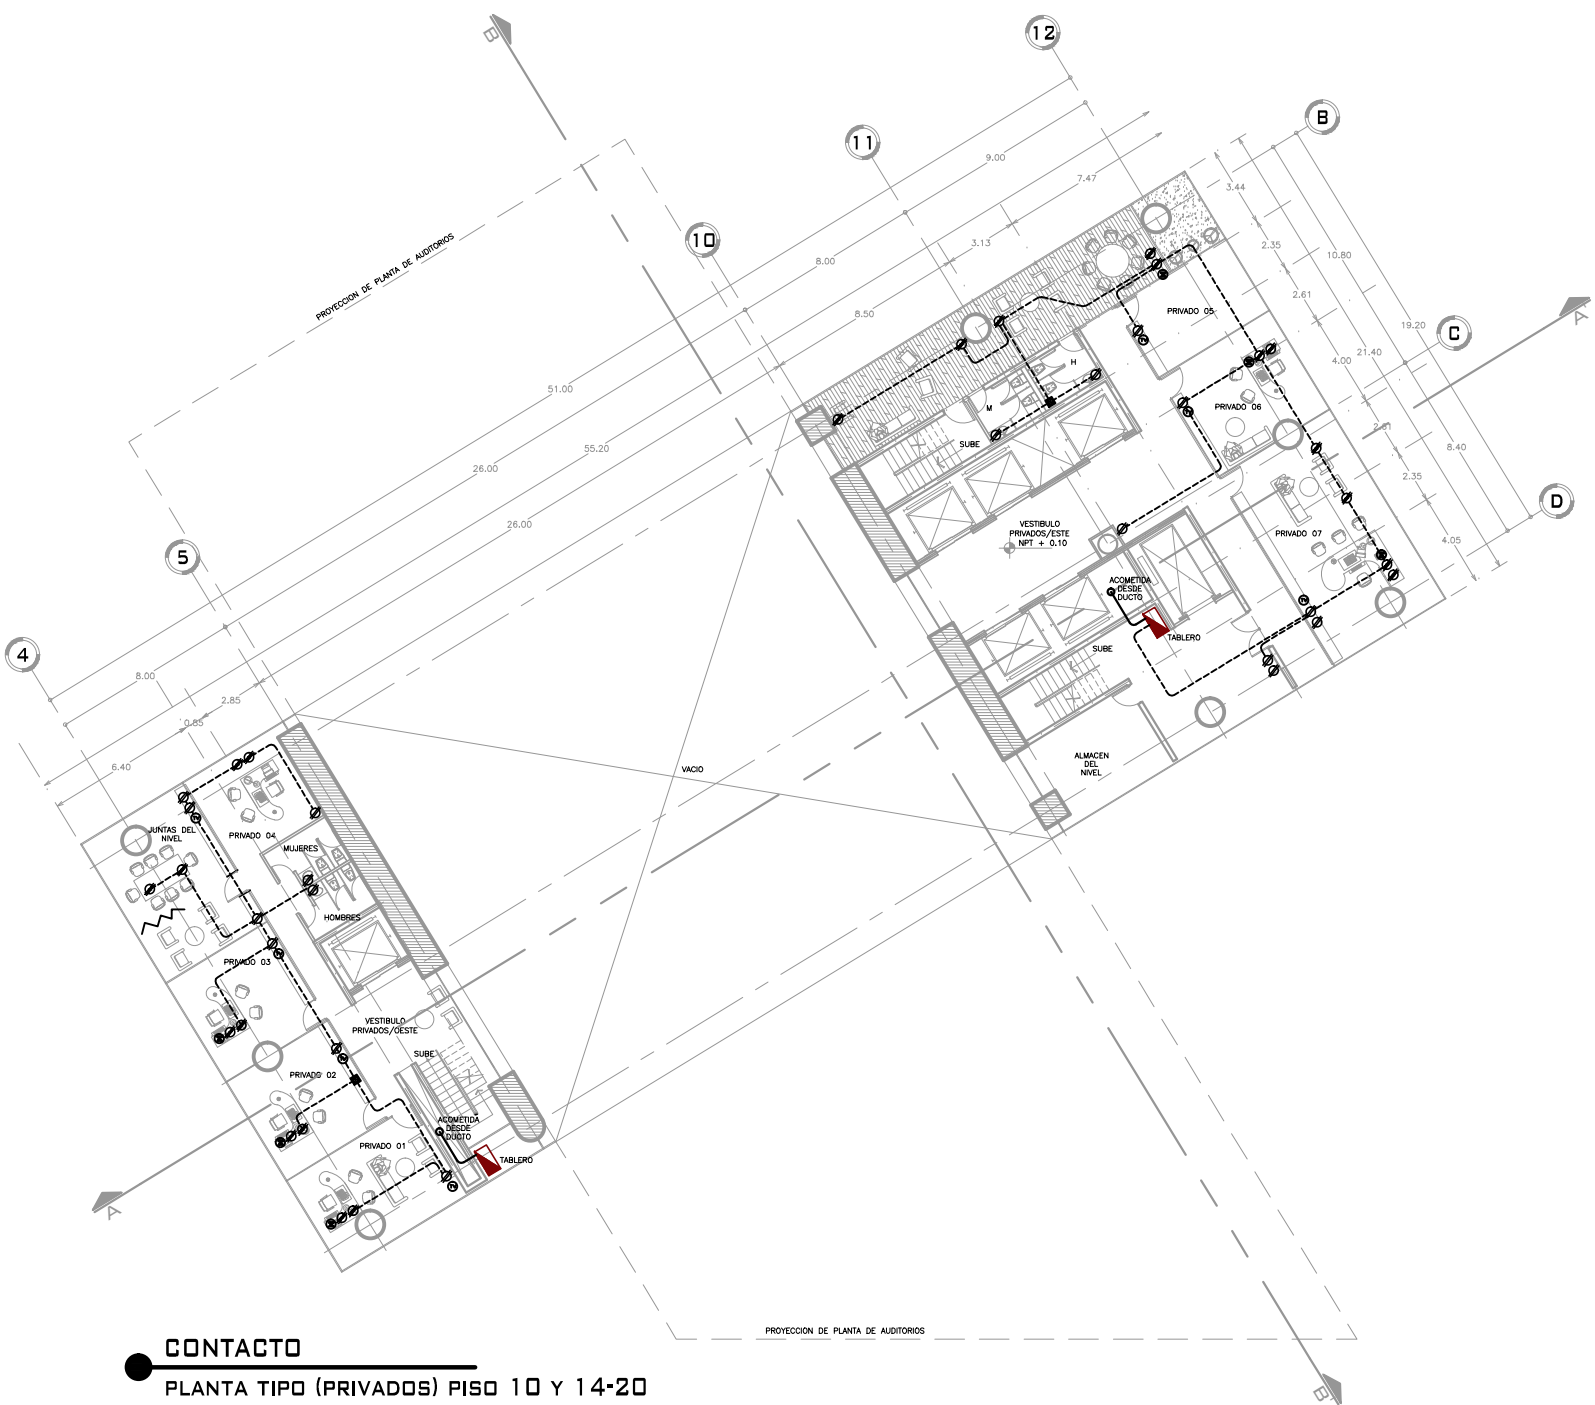 B
12
11
B
9.00
7.47
3.44
3.13
2.35
10.80
PROYECCION DE PLANTA DE AUDITORIOS
10
8.00
2.61
8.50
PRIVADO 05
A
19.20
C
4.00
21.40
H
51.00
M
PRIVADO 06
2.61
SUBE
8.40
55.20
26.00
2.35
26.00
D
VESTIBULO
PRIVADOS/ESTE
NPT + 0.10
PRIVADO 07
4.05
5
ACOMETIDA
DESDE
DUCTO
TABLERO
SUBE
4
8.00
2.85
0.85
6.40
VACIO
ALMACEN
DEL
NIVEL
JUNTAS DEL
NIVEL
PRIVADO 04
MUJERES
HOMBRES
PRIVADO 03
VESTIBULO
PRIVADOS/OESTE
SUBE
PRIVADO 02
ACOMETIDA
DESDE
DUCTO
PRIVADO 01
TABLERO
A
PROYECCION DE PLANTA DE AUDITORIOS
CONTACTO
PLANTA TIPO (PRIVADOS) PISO 10 Y 14-20
B